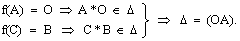 f(A) = O ⇒ A*O ∈ Δ
f(C) = B ⇒ C*B ∈ Δ } ⇒ Δ = (OA).